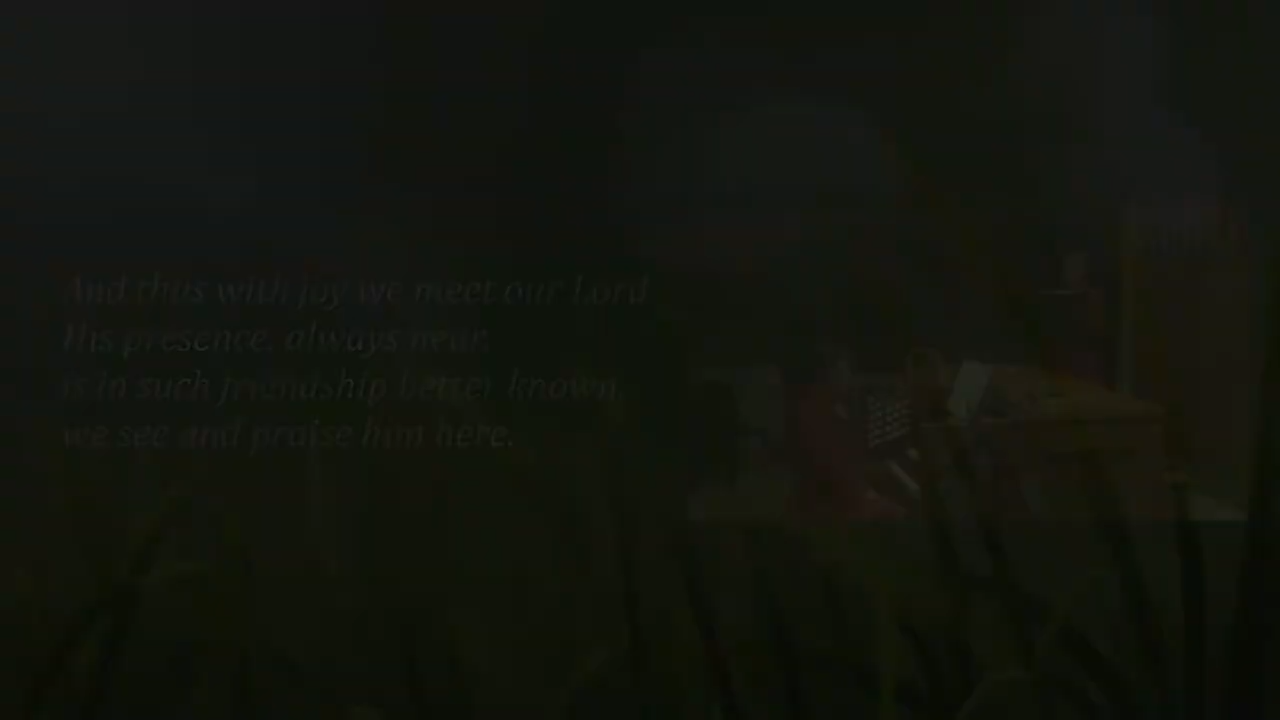 And thus with joy we meet our Lord
His presence, always near,
is in such friendship better known,
we see and praise him here.